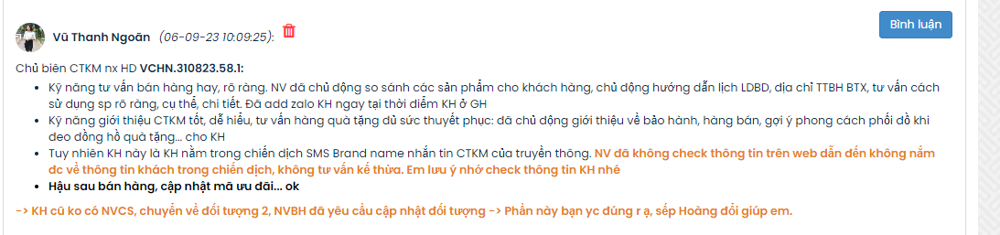 Bình luận
Vũ Thanh Ngoãn (06-09-23 10:09:25):
Chủ biên CTKM nx HD VCHN.310823.58.1:
• Kỹ năng tư vấn bán hàng hay, rõ ràng. NV đã chủ động so sánh các sản phẩm cho khách hàng, chủ động hướng dẫn lịch LDBD, địa chỉ TTBH BTX, tư vấn cách
sử dụng sp rõ ràng, cụ thể, chi tiết. Đã add zalo KH ngay tại thời điểm KH ở GH
• Kỹ năng giới thiệu CTKM tốt, dễ hiểu, tư vấn hàng quà tặng đủ sức thuyết phục: đã chủ động giới thiệu về bảo hành, hàng bán, gợi ý phong cách phối đồ khi
đeo đồng hồ quà tặng... cho KH
• Tuy nhiên KH này là KH nằm trong chiến dịch SMS Brand name nhắn tin CTKM của truyền thông. NV đã không check thông tin trên web dẫn đến không nắm
đc về thông tin khách trong chiến dịch, không tư vấn kế thừa. Em lưu ý nhớ check thông tin KH nhé
• Hậu sau bán hàng, cập nhật mã ưu đãi... ok
-> KH cũ ko có NVCS, chuyển về đối tượng 2, NVBH đã yêu cầu cập nhật đối tượng -> Phần này bạn yc đúng r ạ, sếp Hoàng đổi giúp em.